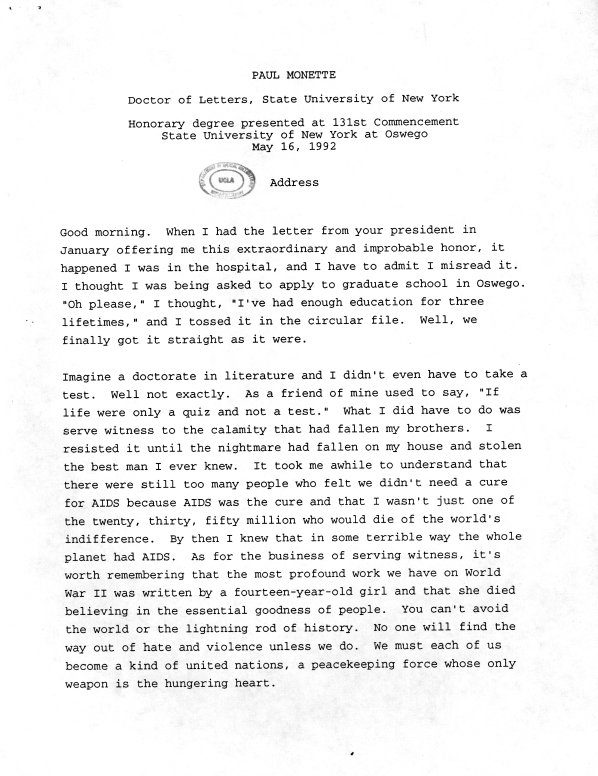 PAUL MONETTE
Doctor of Letters, State University of New York
Honorary degree presented at 131st Commencement
State University of New York at Oswego
May 16, 1992
UCLA
Address
Good morning. When I had the letter from your president in
January offering me this extraordinary and improbable honor, it
happened I was in the hospital, and I have to admit I misread it.
I thought I was being asked to apply to graduate school in Oswego.
"Oh please," I thought, "I've had enough education for three
lifetimes," and I tossed it in the circular file. Well, we
finally got it straight as it were.
Imagine a doctorate in literature and I didn't even have to take a
test. Well not exactly. As a friend of mine used to say, "If
life were only a quiz and not a test." What I did have to do was
serve witness to the calamity that had fallen my brothers. I
resisted it until the nightmare had fallen on my house and stolen
the best man I ever knew. It took me awhile to understand that
there were still too many people who felt we didn't need a cure
for AIDS because AIDS was the cure and that I wasn't just one of
the twenty, thirty, fifty million who would die of the world's
indifference. By then I knew that in some terrible way the whole
planet had AIDS. As for the business of serving witness, it's
worth remembering that the most profound work we have on World
War II was written by a fourteen-year-old girl and that she died
believing in the essential goodness of people. You can't avoid
the world or the lightning rod of history. No one will find the
way out of hate and violence unless we do. We must each of us
become a kind of united nations, a peacekeeping force whose only
weapon is the hungering heart.